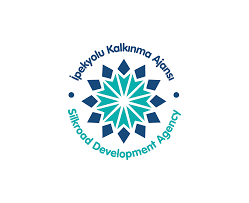 İpekyolu Kalkınma Ajansı
Silkroad Development Agency